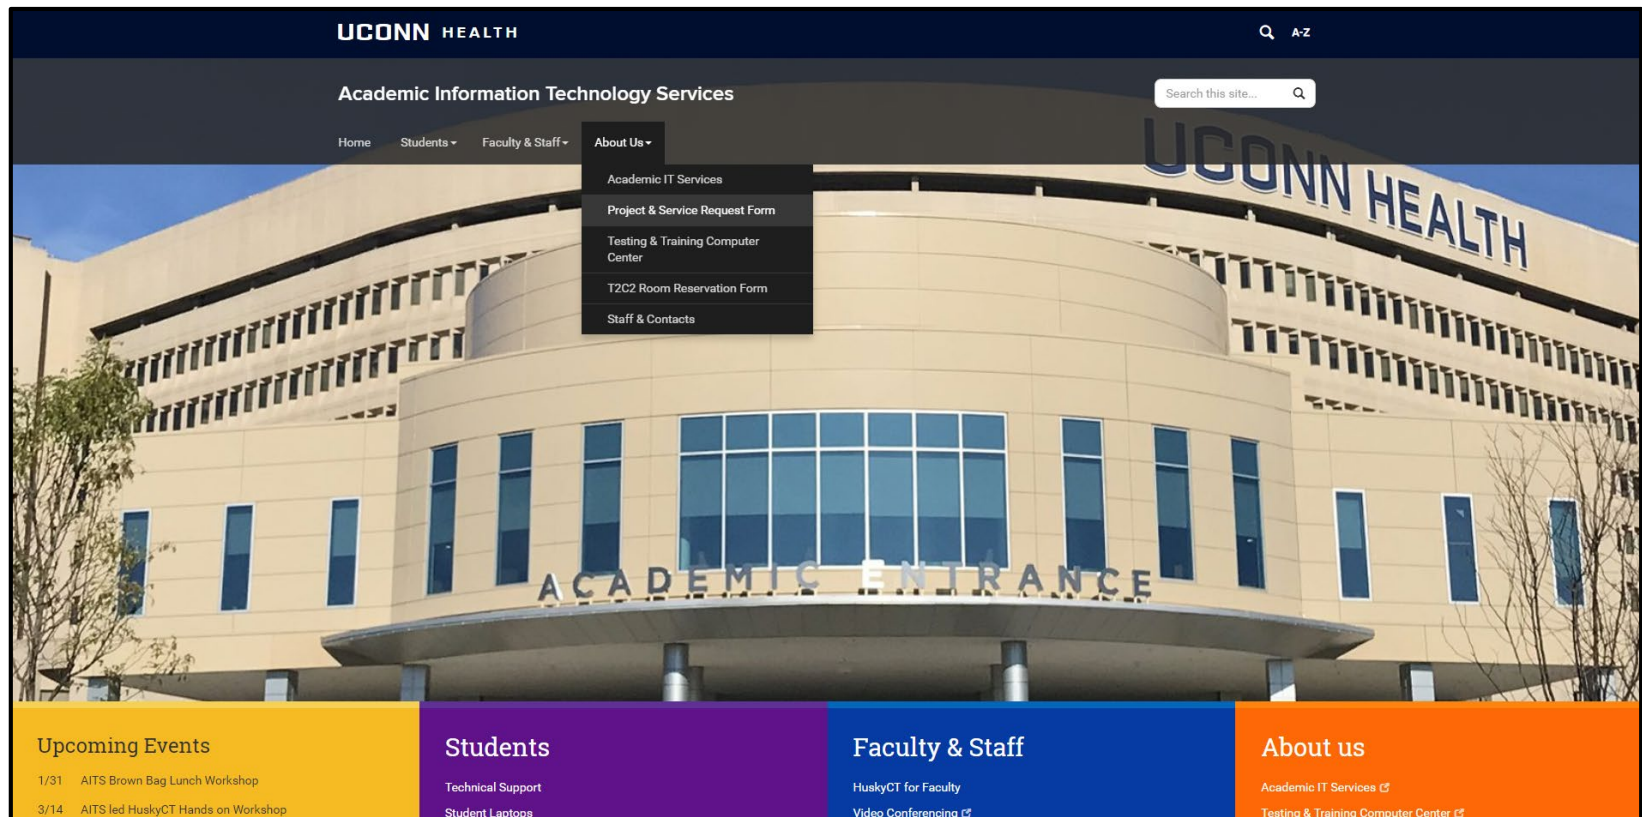 UCONN HEALTH
A-Z
Academic Information Technology Services
Search this site...
Home Students Faculty & Staff About Us
Academic IT Services
Project & Service Request Form
Testing & Training Computer
Center
T2C2 Room Reservation Form
Staff & Contacts
UCONN HEALTH
ACADEMIC ENTRANCE
Upcoming Events
1/31 AITS Brown Bag Lunch Workshop
3/14 AITS led HuskyCT Hands on Workshop
Students
Technical Support
Student Laptops
Faculty & Staff
HuskyCT for Faculty
Video Conferencing
About us
Academic IT Services
Testing & Training Computer Center